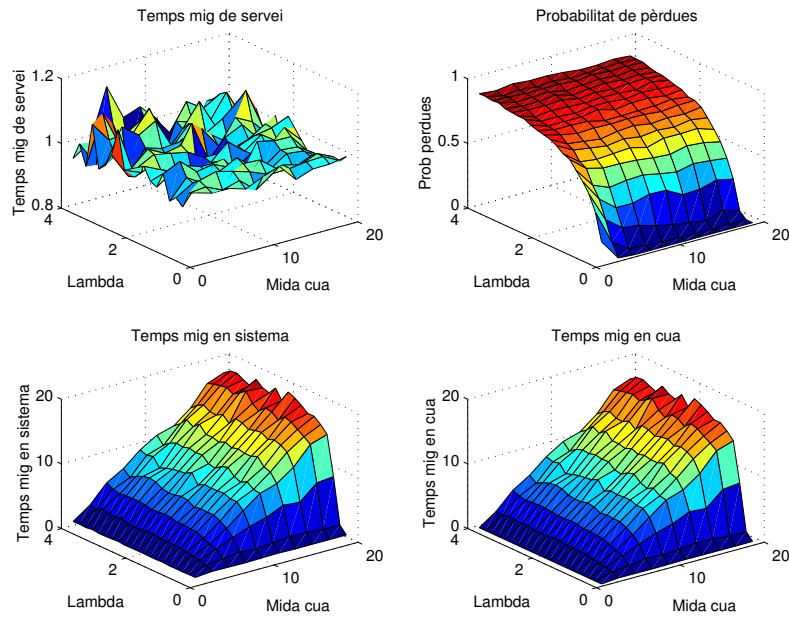 Temps mig de servei
1.2
1
0.8
4
2
0
0
10
20
Temps mig de servei
Lambda
Mida cua
Probabilitat de pèrdues
1
0.5
0
4
2
0
0
10
20
Prob perdues
Lambda
Mida cua
Temps mig en sistema
20
10
0
4
2
0
0
10
20
Temps mig en sistema
Lambda
Mida cua
Temps mig en cua
20
10
0
4
2
0
0
10
20
Temps mig en cua
Lambda
Mida cua